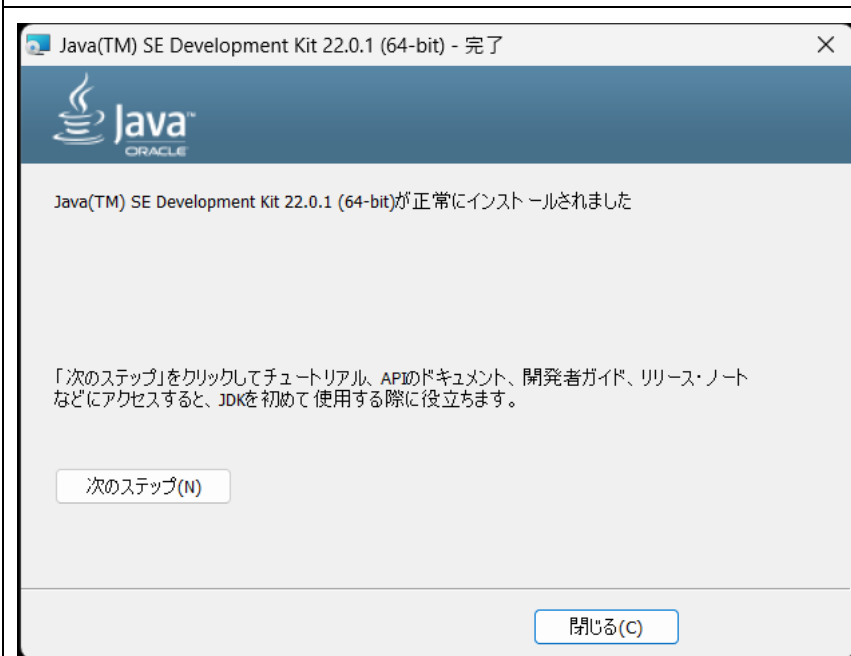 Java(TM) SE Development Kit 22.0.1 (64-bit) - 完了
Java™
ORACLE
Java(TM) SE Development Kit 22.0.1 (64-bit)が正常にインストールされました
「次のステップ」をクリックしてチュートリアル、APIのドキュメント、開発者ガイド、リリース・ノート
などにアクセスすると、JDKを初めて使用する際に役立ちます。
次のステップ(N)
閉じる(C)